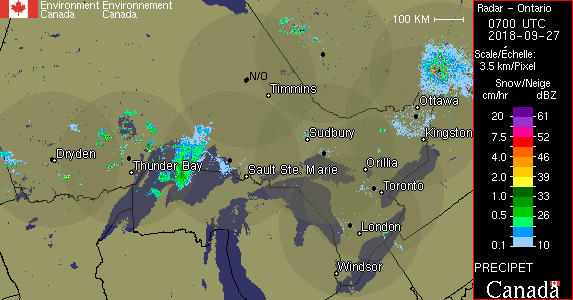 Environment Environnement
Canada Canada
100 KM
N/O
Timmins
Ottawa
Sudbury
Kingston
Dryden
Thunder Bay
Sault Ste. Marie
Orillia
Toronto
London
Windsor
Radar - Ontario
0700 UTC
2018-09-27
Scale/Échelle:
3.5 km/Pixel
Snow/Neige
cm/hr dBZ
20 61
7.5 52
4.0 46
2.0 39
1.0 33
0.5 26
0.1 10
PRECIPET
Canada